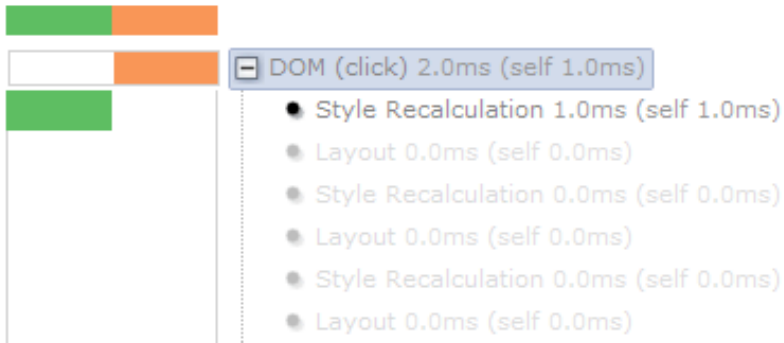 DOM (click) 2.0ms (self 1.0ms)
Style Recalculation 1.0ms (self 1.0ms)
Layout 0.0ms (self 0.0ms)
Style Recalculation 0.0ms (self 0.0ms)
Layout 0.0ms (self 0.0ms)
Style Recalculation 0.0ms (self 0.0ms)
Layout 0.0ms (self 0.0ms)